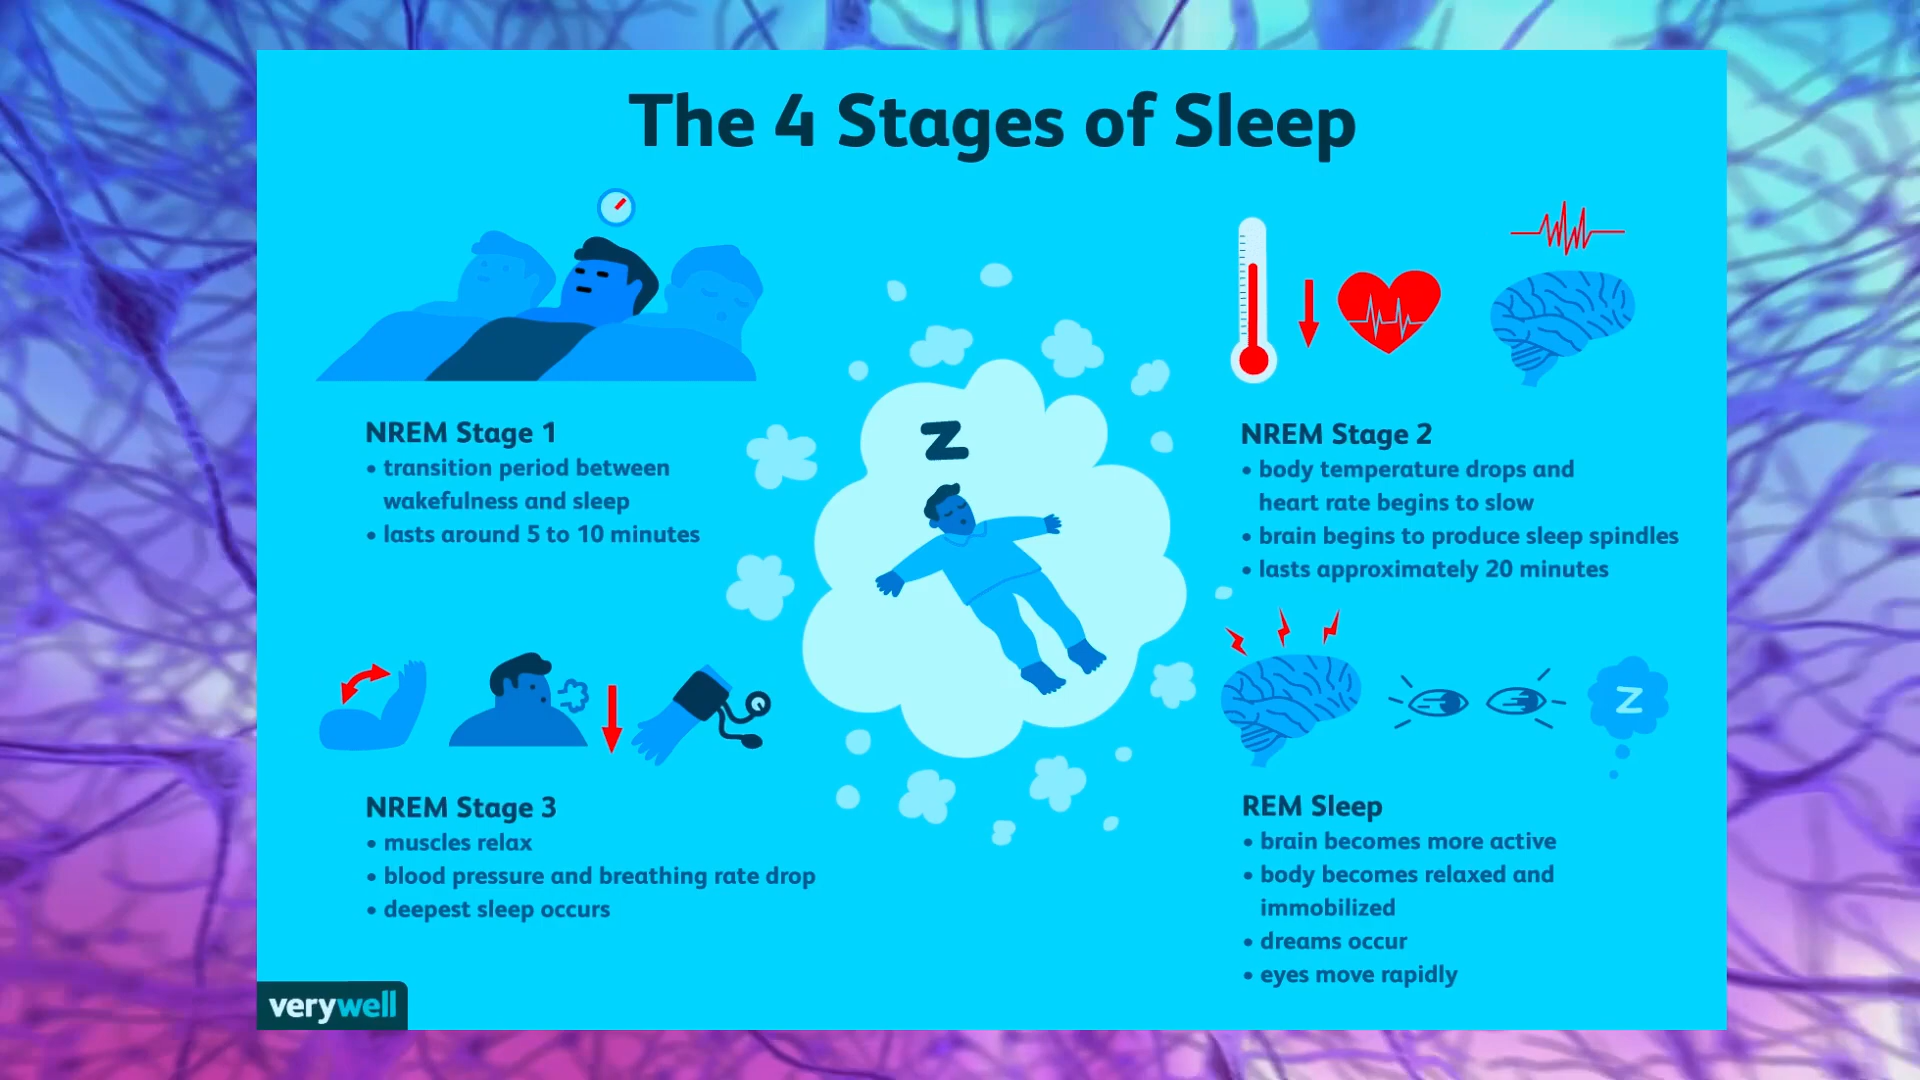 The 4 Stages of Sleep
NREM Stage 1
• transition period between
wakefulness and sleep
• lasts around 5 to 10 minutes
Z
NREM Stage 2
• body temperature drops and
heart rate begins to slow
• brain begins to produce sleep spindles
• lasts approximately 20 minutes
NREM Stage 3
• muscles relax
• blood pressure and breathing rate drop
• deepest sleep occurs
Z
REM Sleep
• brain becomes more active
• body becomes relaxed and
immobilized
• dreams occur
• eyes move rapidly
verywell